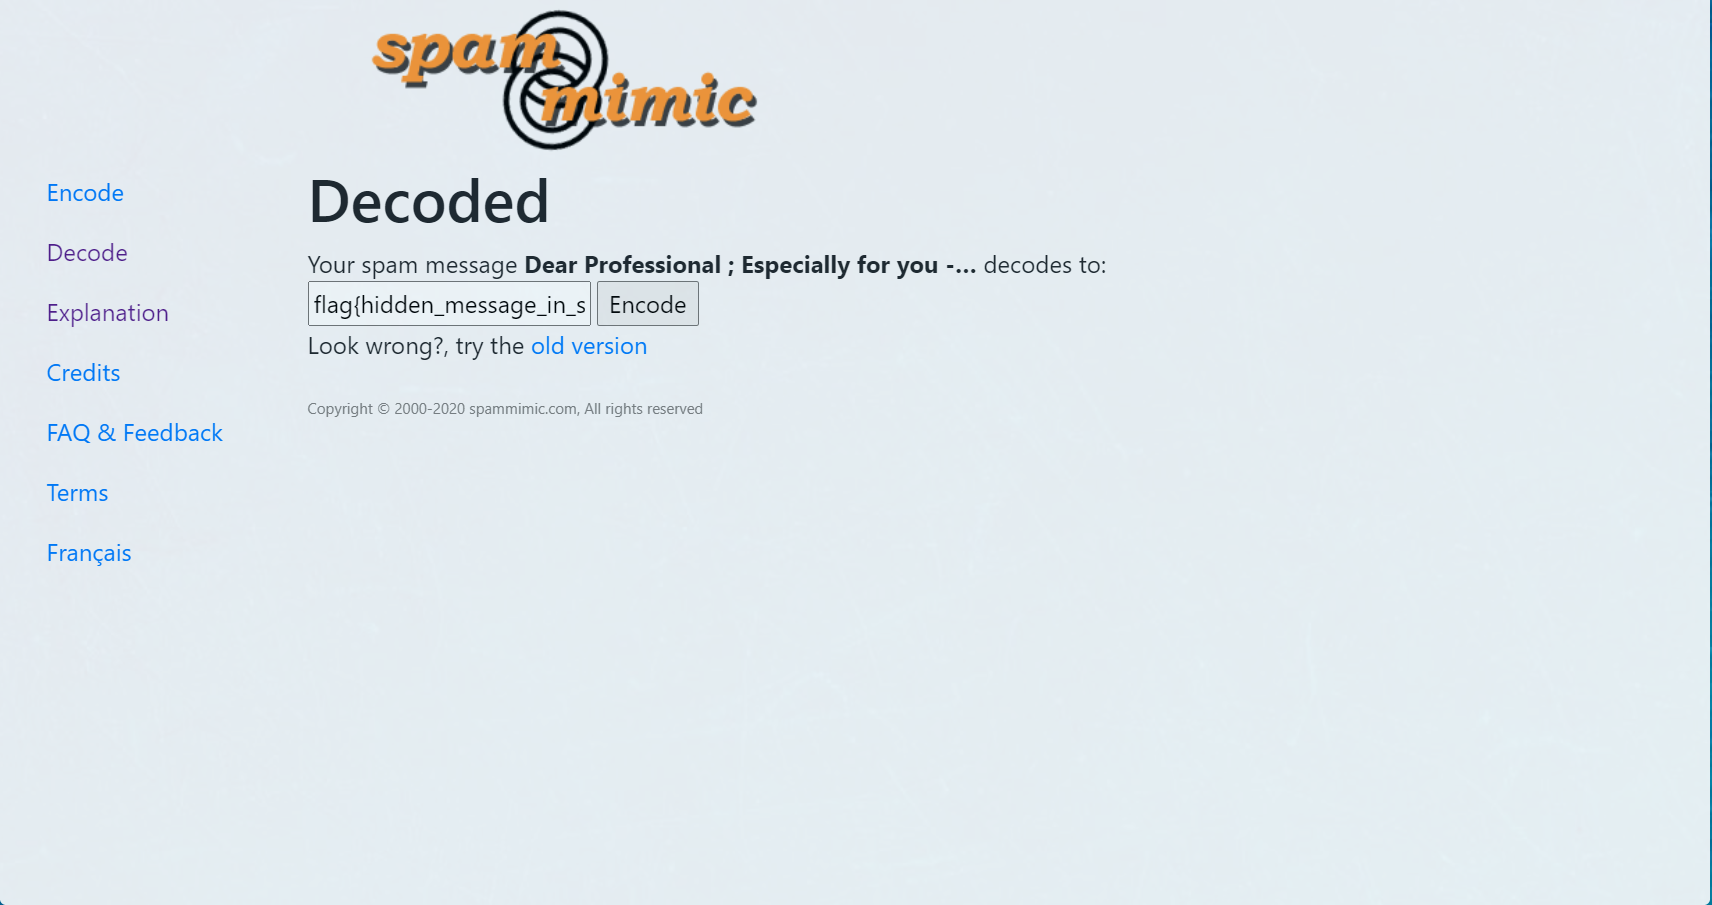 spam
mimic
Encode
Decode
Explanation
Credits
FAQ & Feedback
Terms
Français
Decoded
Your spam message Dear Professional ; Especially for you -... decodes to:
flag{hidden_message_in_s
Encode
Look wrong?, try the old version
Copyright © 2000-2020 spammimic.com, All rights reserved